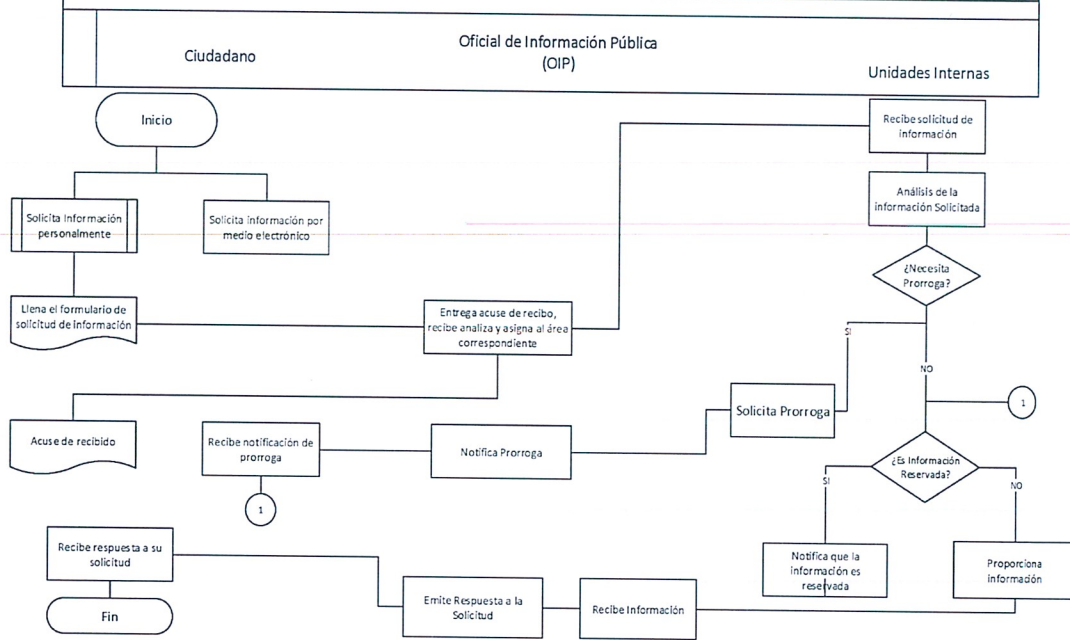 Ciudadano
Oficial de Información Pública
(OIP)
Unidades Internas
Inicio
Recibe solicitud de
información
Solicita Información
personalmente
Solicita información por
medio electrónico
Análisis de la
información Solicitada
¿Necesita
Prorroga?
Llena el formulario de
solicitud de información
Entrega acuse de recibo,
recibe analiza y asigna al área
correspondiente
SI
NO
Solicita Prorroga
1
Acuse de recibido
Recibe notificación de
prorroga
Notifica Prorroga
¿Es Información
Reservada?
SI
NO
1
Recibe respuesta a su
solicitud
Notifica que la
información es
reservada
Proporciona
información
Emite Respuesta a la
Solicitud
Recibe Información
Fin